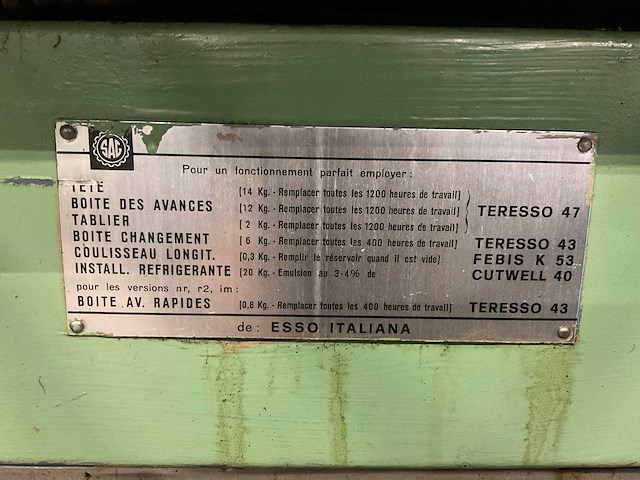 SAG
Pour un fonctionnement parfait employer:
TÊTE [14 Kg. - Remplacer toutes les 1200 heures de travail]
BOITE DES AVANCES [12 Kg. - Remplacer toutes les 1200 heures de travail] TERESSO 47
TABLIER [2 Kg. - Remplacer toutes les 1200 heures de travail]
BOITE CHANGEMENT [6 Kg. - Remplacer toutes les 400 heures de travail] TERESSO 43
COULISSEAU LONGIT. [0,3 Kg. - Remplir le réservoir quand il est vide] FEBIS K 53
INSTALL. REFRIGERANTE [20 Kg. - Emulsion au 3-4% de CUTWELL 40
pour les versions nr, r2, im:
BOITE AV. RAPIDES [0,8 Kg. - Remplacer toutes les 400 heures de travail] TERESSO 43
de: ESSO ITALIANA